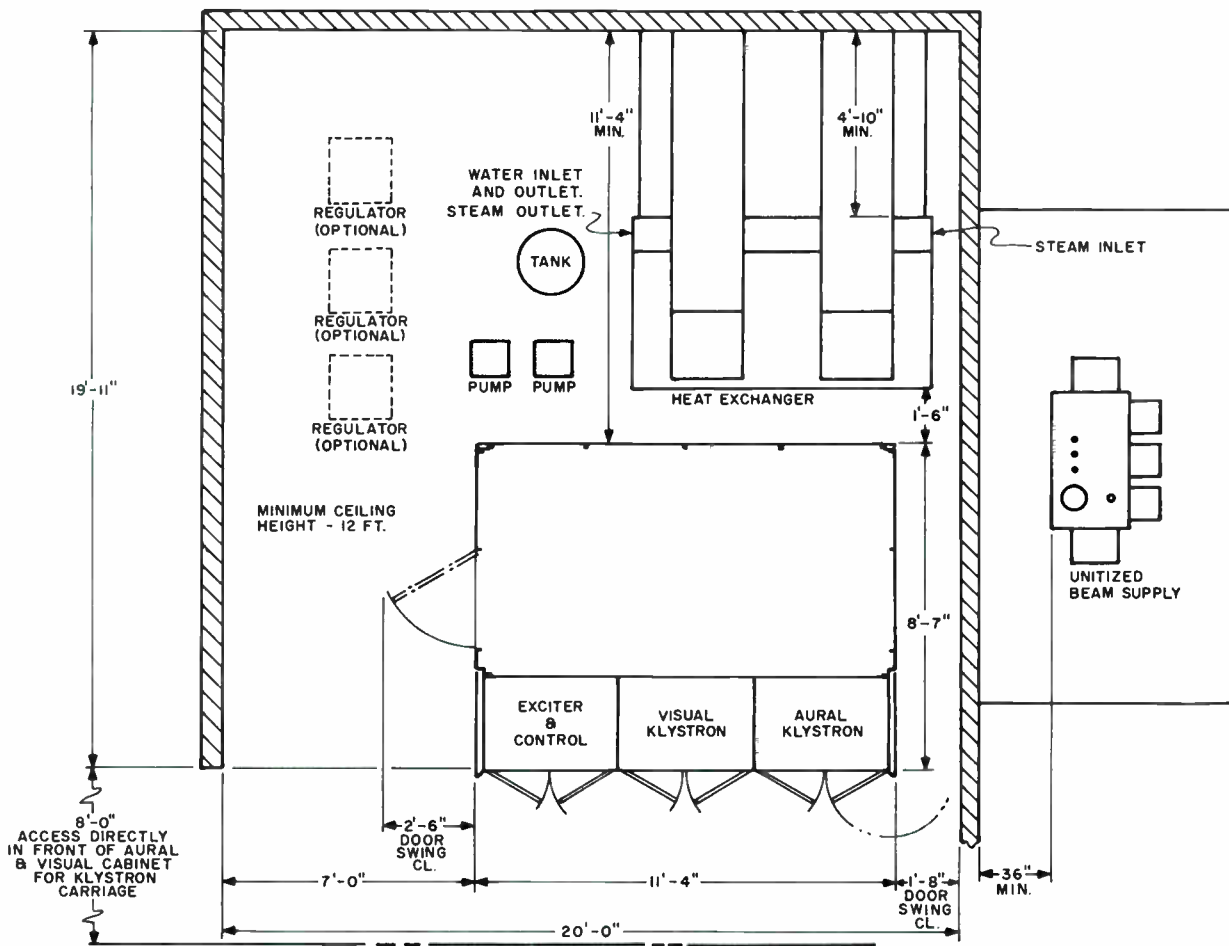 11'-4"
MIN.
4'-10"
MIN.
WATER INLET
AND OUTLET.
STEAM OUTLET.
REGULATOR
(OPTIONAL)
STEAM INLET
TANK
REGULATOR
(OPTIONAL)
PUMP
PUMP
19'-11"
HEAT EXCHANGER
1'-6"
REGULATOR
(OPTIONAL)
MINIMUM CEILING
HEIGHT - 12 FT.
UNITIZED
BEAM SUPPLY
8'-7"
EXCITER
&
CONTROL
VISUAL
KLYSTRON
AURAL
KLYSTRON
8'-0"
ACCESS DIRECTLY
IN FRONT OF AURAL
& VISUAL CABINET
FOR KLYSTRON
CARRIAGE
2'-6"
DOOR
SWING
CL.
7'-0"
11'-4"
1'-8"
DOOR
SWING
CL.
36"
MIN.
20'-0"